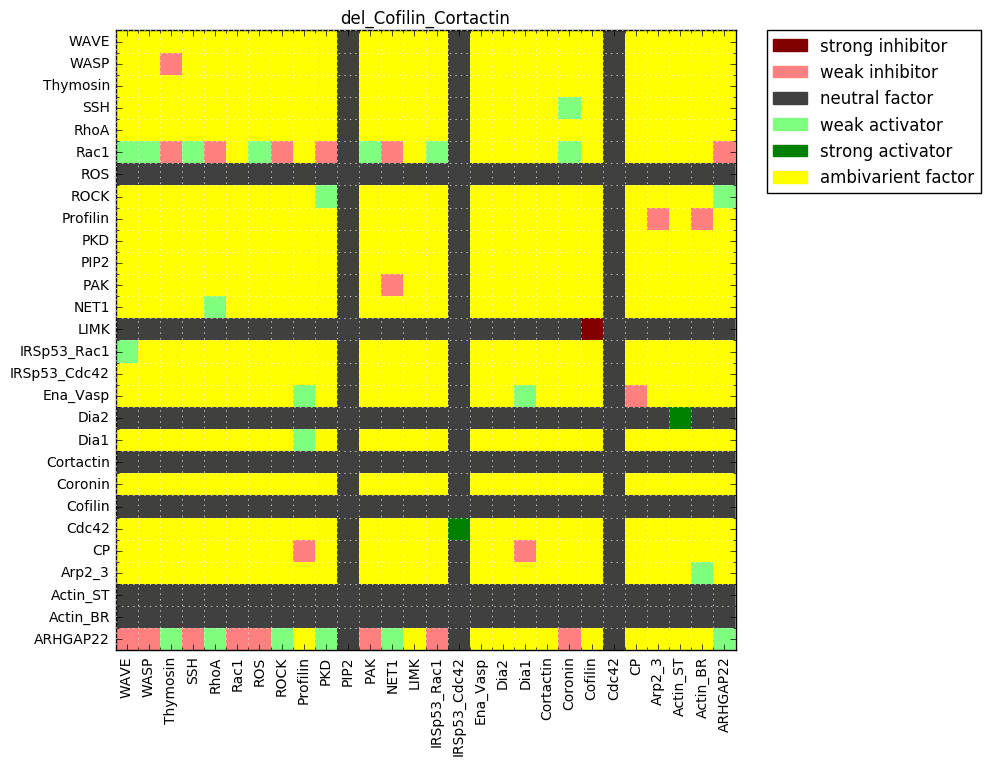 del_Cofilin_Cortactin
WAVE
WASP
Thymosin
SSH
RhoA
Rac1
ROS
ROCK
Profilin
PKD
PIP2
PAK
NET1
LIMK
IRSp53_Rac1
IRSp53_Cdc42
Ena_Vasp
Dia2
Dia1
Cortactin
Coronin
Cofilin
Cdc42
CP
Arp2_3
Actin_ST
Actin_BR
ARHGAP22
WAVE
WASP
Thymosin
SSH
RhoA
Rac1
ROS
ROCK
Profilin
PKD
PIP2
PAK
NET1
LIMK
IRSp53_Rac1
IRSp53_Cdc42
Ena_Vasp
Dia2
Dia1
Cortactin
Coronin
Cofilin
Cdc42
CP
Arp2_3
Actin_ST
Actin_BR
ARHGAP22
strong inhibitor
weak inhibitor
neutral factor
weak activator
strong activator
ambivarient factor